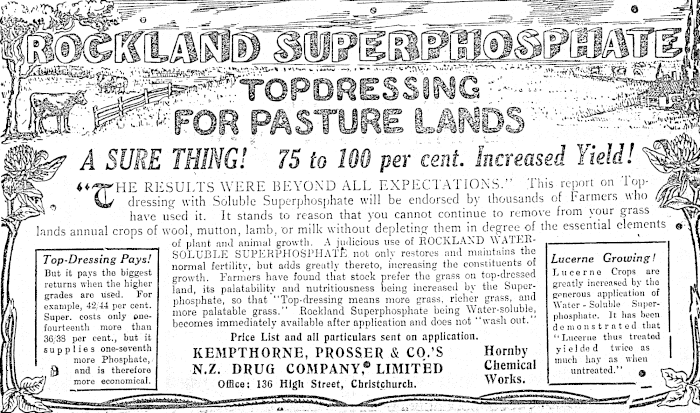 ROCKLAND SUPERPHOSPHATE
TOPDRESSING
FOR PASTURE LANDS
A SURE THING! 75 to 100 per cent. Increased Yield!
"THE RESULTS WERE BEYOND ALL EXPECTATIONS." This report on Top-
dressing with Soluble Superphosphate will be endorsed by thousands of Farmers who
have used it. It stands to reason that you cannot continue to remove from your grass
lands annual crops of wool, mutton, lamb, or milk without depleting them in degree of the essential elements
of plant and animal growth. A judicious use of ROCKLAND WATER-
SOLUBLE SUPERPHOSPHATE not only restores and maintains the
normal fertility, but adds greatly thereto, increasing the constituents of
growth. Farmers have found that stock prefer the grass on top-dressed
land, its palatability and nutritiousness being increased by the Super-
phosphate, so that "Top-dressing means more grass, richer grass, and
more palatable grass." Rockland Superphosphate being Water-soluble,
becomes immediately available after application and does not "wash out."
Price List and all particulars sent on application.
KEMPTHORNE, PROSSER & CO.'S
N.Z. DRUG COMPANY, LIMITED
Office: 136 High Street, Christchurch.
Hornby
Chemical
Works.
Top-Dressing Pays!
But it pays the biggest
returns when the higher
grades are used. For
example, 42,44 per cent.
Super. costs only one-
fourteenth more than
36,38 per cent., but it
supplies one-seventh
more Phosphate,
and is therefore
more economical.
Lucerne Growing!
Lucerne Crops are
greatly increased by the
generous application of
Water-Soluble Super-
phosphate. It has been
demonstrated that
"Lucerne thus treated
yielded twice as
much hay as when
untreated."